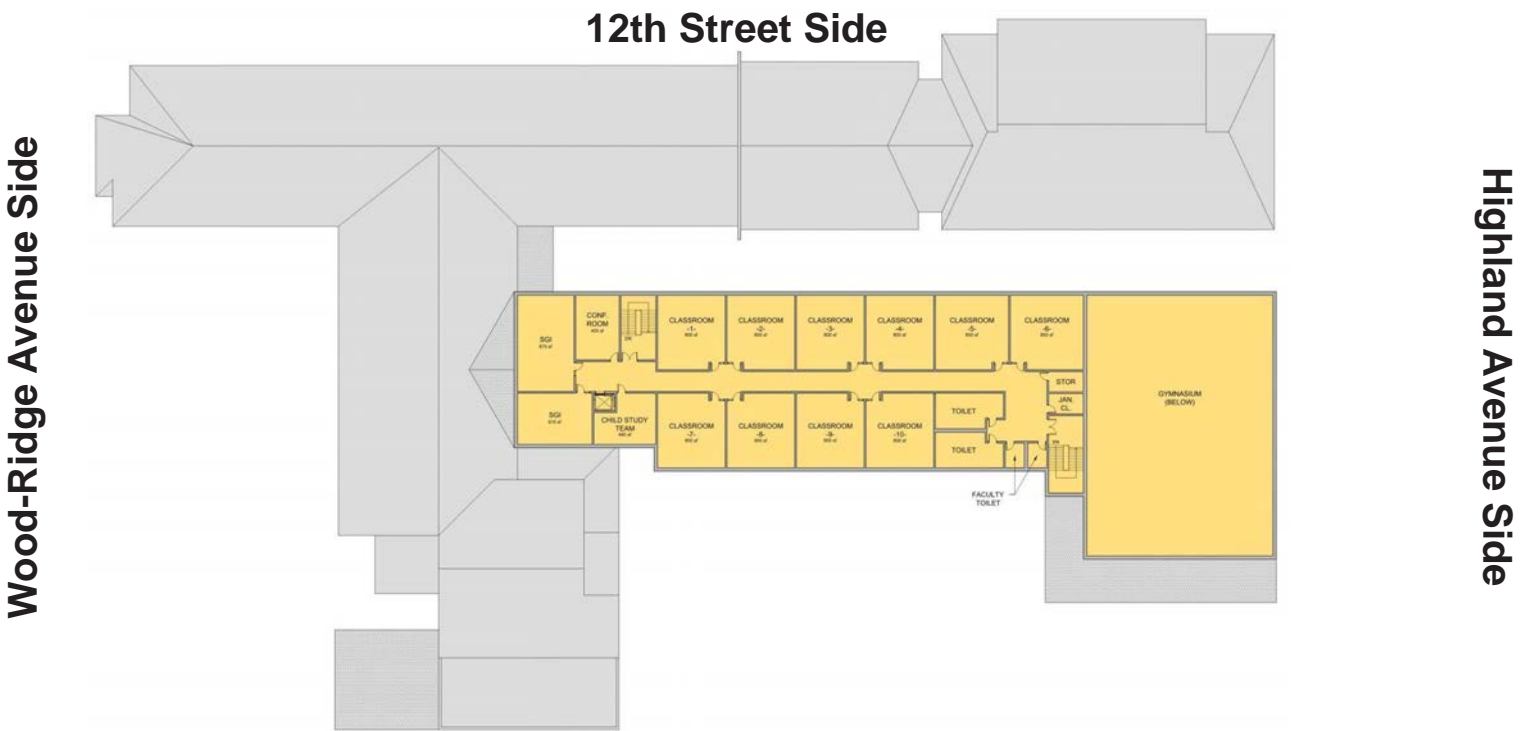 12th Street Side
Wood-Ridge Avenue Side
Highland Avenue Side
SGI
CONF.
ROOM
DN
CLASSROOM
-1-
CLASSROOM
-2-
CLASSROOM
-3-
CLASSROOM
-4-
CLASSROOM
-5-
CLASSROOM
-6-
STOR
JAN.
CL.
GYMNASIUM
(BELOW)
SGI
CHILD STUDY
TEAM
CLASSROOM
-7-
CLASSROOM
-8-
CLASSROOM
-9-
CLASSROOM
-10-
TOILET
TOILET
DN
FACULTY
TOILET